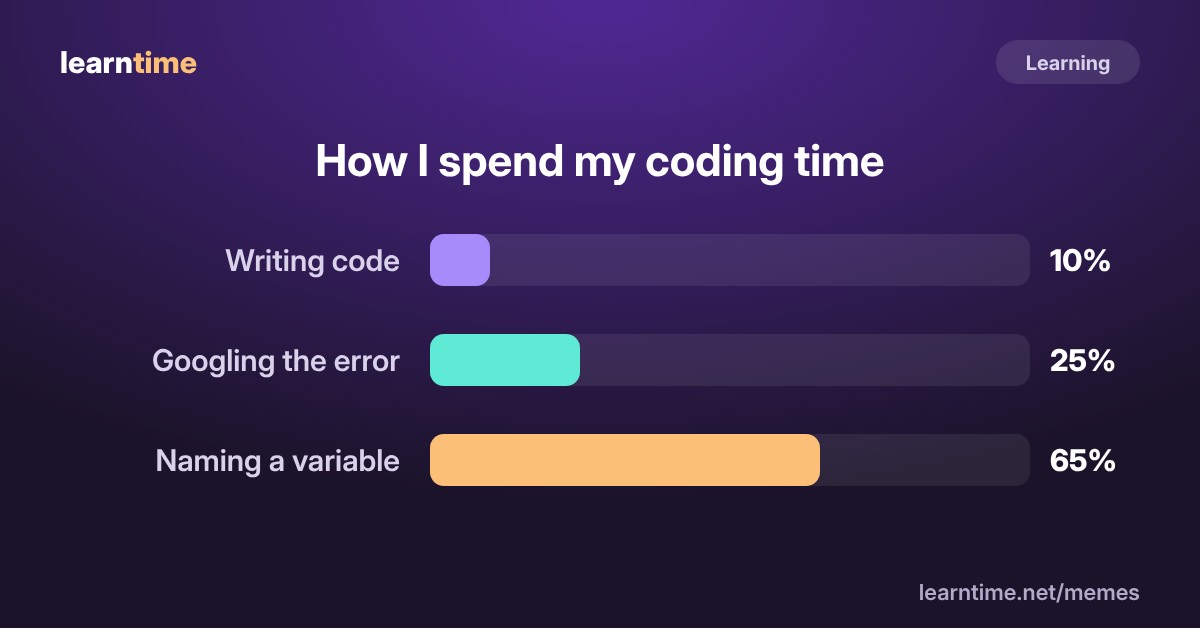 learntime
Learning
How I spend my coding time
Writing code 10%
Googling the error 25%
Naming a variable 65%
learntime.net/memes